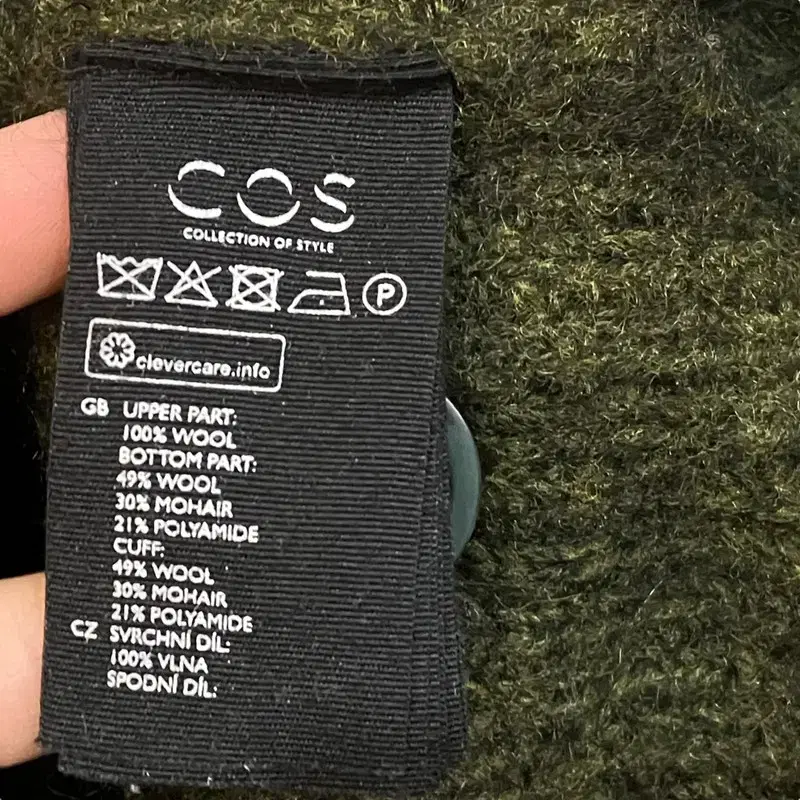 COS
COLLECTION OF STYLE
P
clevercare.info
GB UPPER PART:
100% WOOL
BOTTOM PART:
49% WOOL
30% MOHAIR
21% POLYAMIDE
CUFF:
49% WOOL
30% MOHAIR
21% POLYAMIDE
CZ SVRCHNÍ DÍL:
100% VLNA
SPODNÍ DÍL: